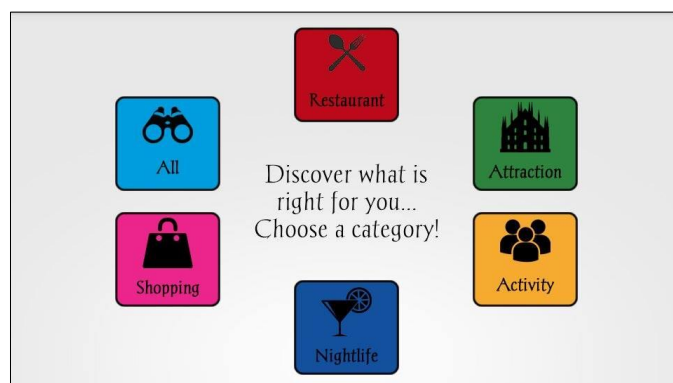 Restaurant
All
Attraction
Discover what is
right for you...
Choose a category!
Shopping
Activity
Nightlife